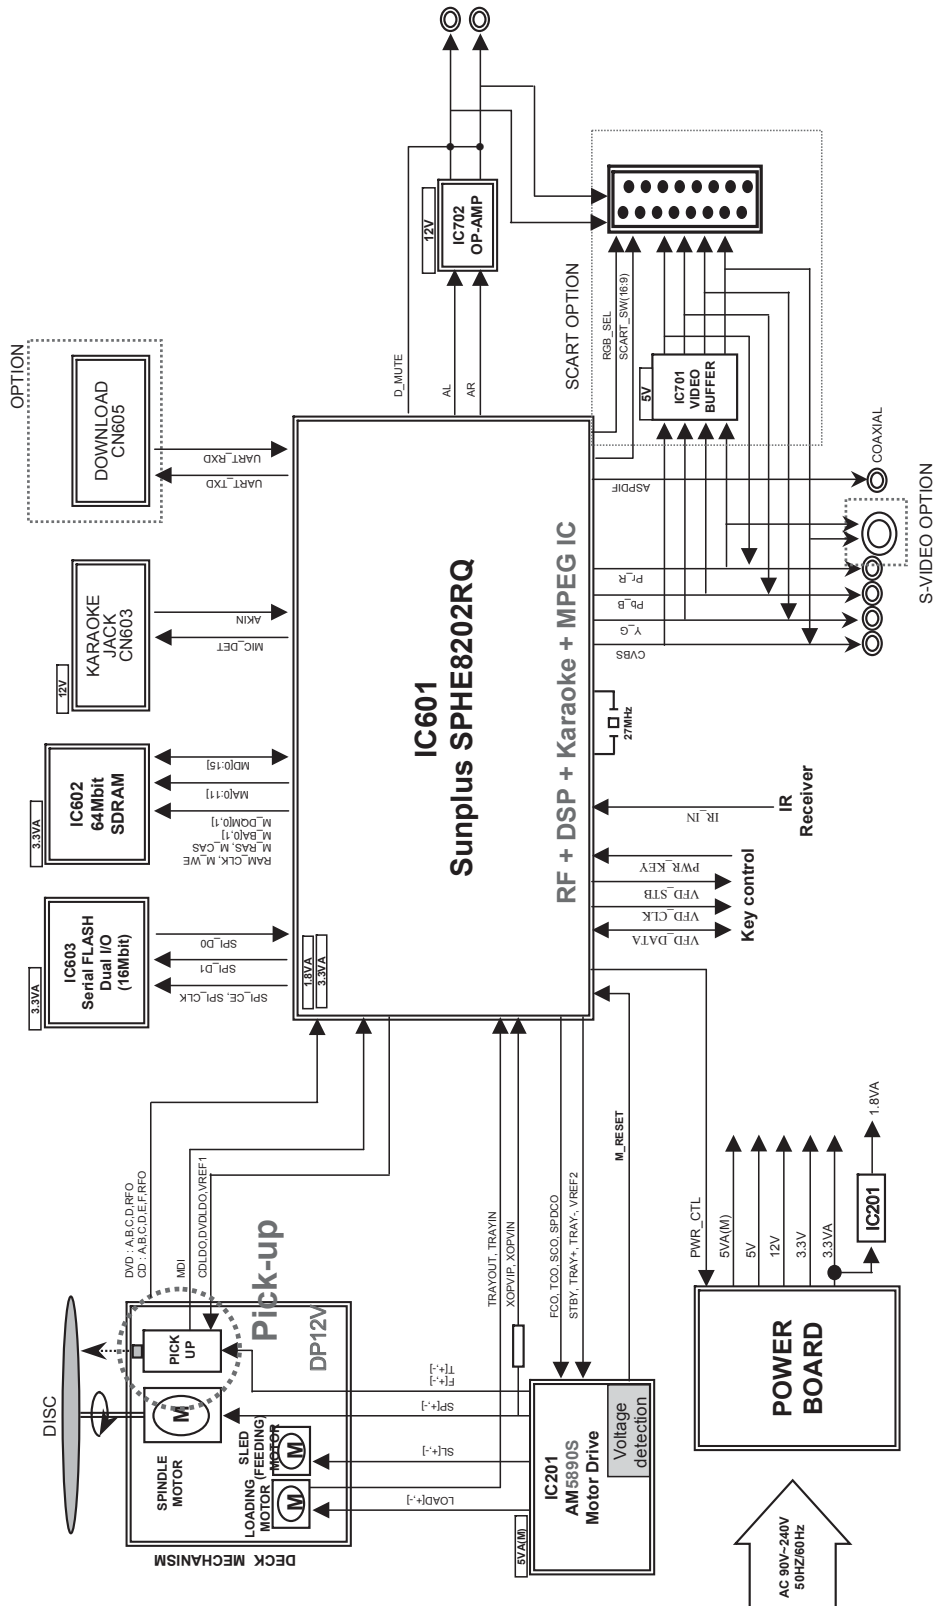 OPTION
DOWNLOAD
CN605
UART_RXD
UART_TXD
KARAOKE
JACK
CN603
12V
AKIN
MIC_DET
IC602
64Mbit
SDRAM
3.3VA
MD[0:15]
MA[0:11]
M_DQM[0,1]
M_BA[0,1]
M_RAS, M_CAS
RAM_CLK, M_WE
IC603
Serial FLASH
Dual I/O
(16Mbit)
3.3VA
SPI_D0
SPI_D1
SPI_CE, SPI_CLK
12V
IC702
OP-AMP
D_MUTE
AL
AR
SCART OPTION
RGB_SEL
SCART_SW(16:9)
5V
IC701
VIDEO
BUFFER
IC601
Sunplus SPHE8202RQ
RF + DSP + Karaoke + MPEG IC
1.8VA
3.3VA
ASPDIF
COAXIAL
S-VIDEO OPTION
Pr_R
Pb_B
Y_G
CVBS
27MHz
IR_IN
IR
Receiver
PWR_KEY
VFD_STB
VFD_CLK
VFD_DATA
Key control
DISC
DVD : A,B,C,D,RFO
CD : A,B,C,D,E,F,RFO
MDI
CDLDO,DVDLDO,VREF1
Pick-up
DP12V
PICK
UP
M
SPINDLE
MOTOR
SLED
(FEEDING)
MOTOR
M
LOADING
MOTOR
M
DECK MECHANISM
TRAYOUT, TRAYIN
XOPVIP, XOPVIN
FCO, TCO, SCO, SPDCO
STBY, TRAY+, TRAY-, VREF2
M_RESET
T[+,-]
F[+,-]
SP[+,-]
SL[+,-]
LOAD[+,-]
5VA(M)
IC201
AM5890S
Motor Drive
Voltage
detection
PWR_CTL
5VA(M)
5V
12V
3.3V
3.3VA
IC201
1.8VA
POWER
BOARD
AC 90V~240V
50HZ/60Hz